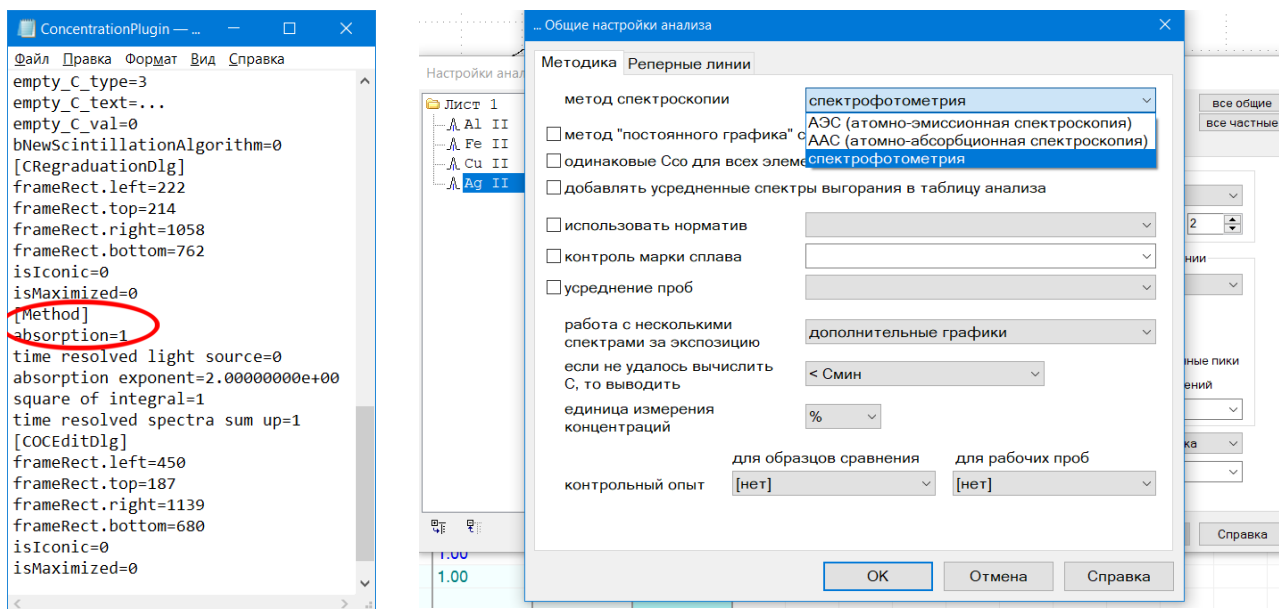 ConcentrationPlugin — ...
Файл Правка Формат Вид Справка
empty_C_type=3
empty_C_text=...
empty_C_val=0
bNewScintillationAlgorithm=0
[CRegraduationDlg]
frameRect.left=222
frameRect.top=214
frameRect.right=1058
frameRect.bottom=762
isIconic=0
isMaximized=0
[Method]
absorption=1
time resolved light source=0
absorption exponent=2.00000000e+00
square of integral=1
time resolved spectra sum up=1
[COCEditDlg]
frameRect.left=450
frameRect.top=187
frameRect.right=1139
frameRect.bottom=680
isIconic=0
isMaximized=0
Настройки анал
Лист 1
Al II
Fe II
Cu II
Ag II
1.00
1.00
... Общие настройки анализа
Методика Реперные линии
метод спектроскопии спектрофотометрия
АЭС (атомно-эмиссионная спектроскопия)
ААС (атомно-абсорбционная спектроскопия)
спектрофотометрия
метод "постоянного графика" с
одинаковые Ссо для всех элеме
добавлять усредненные спектры выгорания в таблицу анализа
использовать норматив
контроль марки сплава
усреднение проб
работа с несколькими
спектрами за экспозицию
дополнительные графики
если не удалось вычислить
С, то выводить
< Смин
единица измерения
концентраций
%
для образцов сравнения для рабочих проб
контрольный опыт [нет] [нет]
OK Отмена Справка
все общие
все частные
2
нии
ные пики
ений
ка
Справка